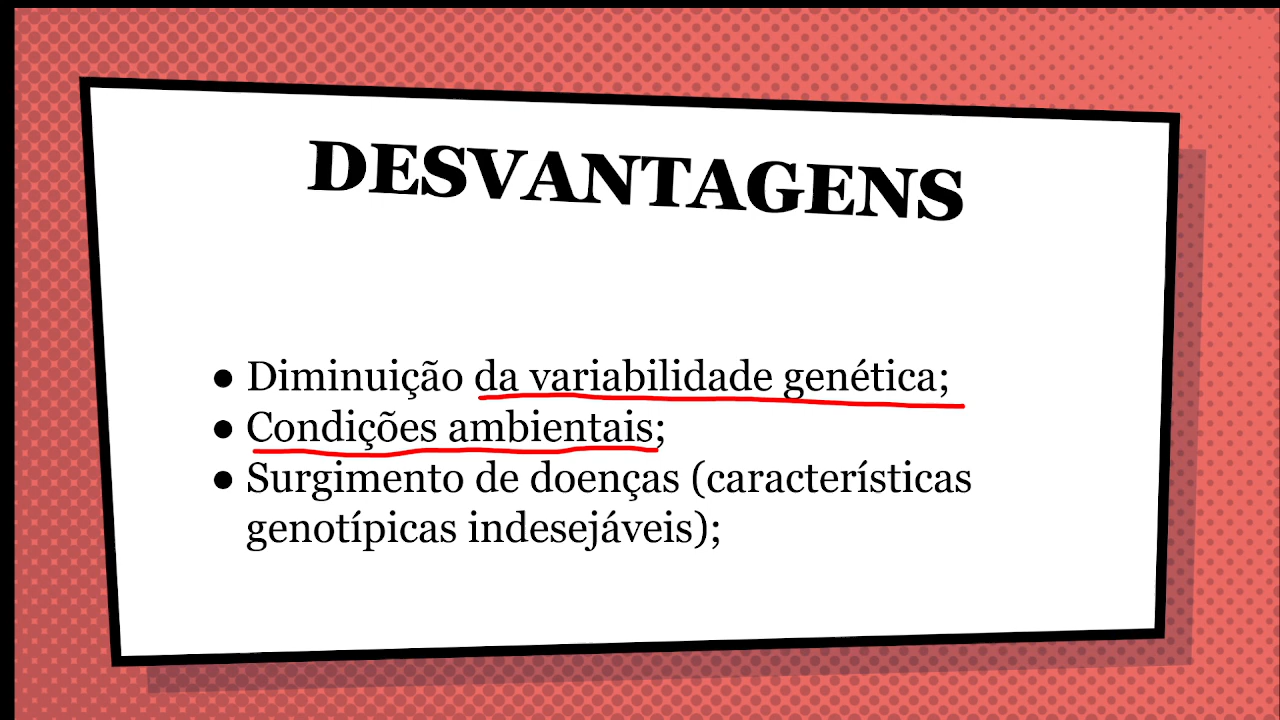 DESVANTAGENS
● Diminuição da variabilidade genética;
● Condições ambientais;
● Surgimento de doenças (características
genotípicas indesejáveis);